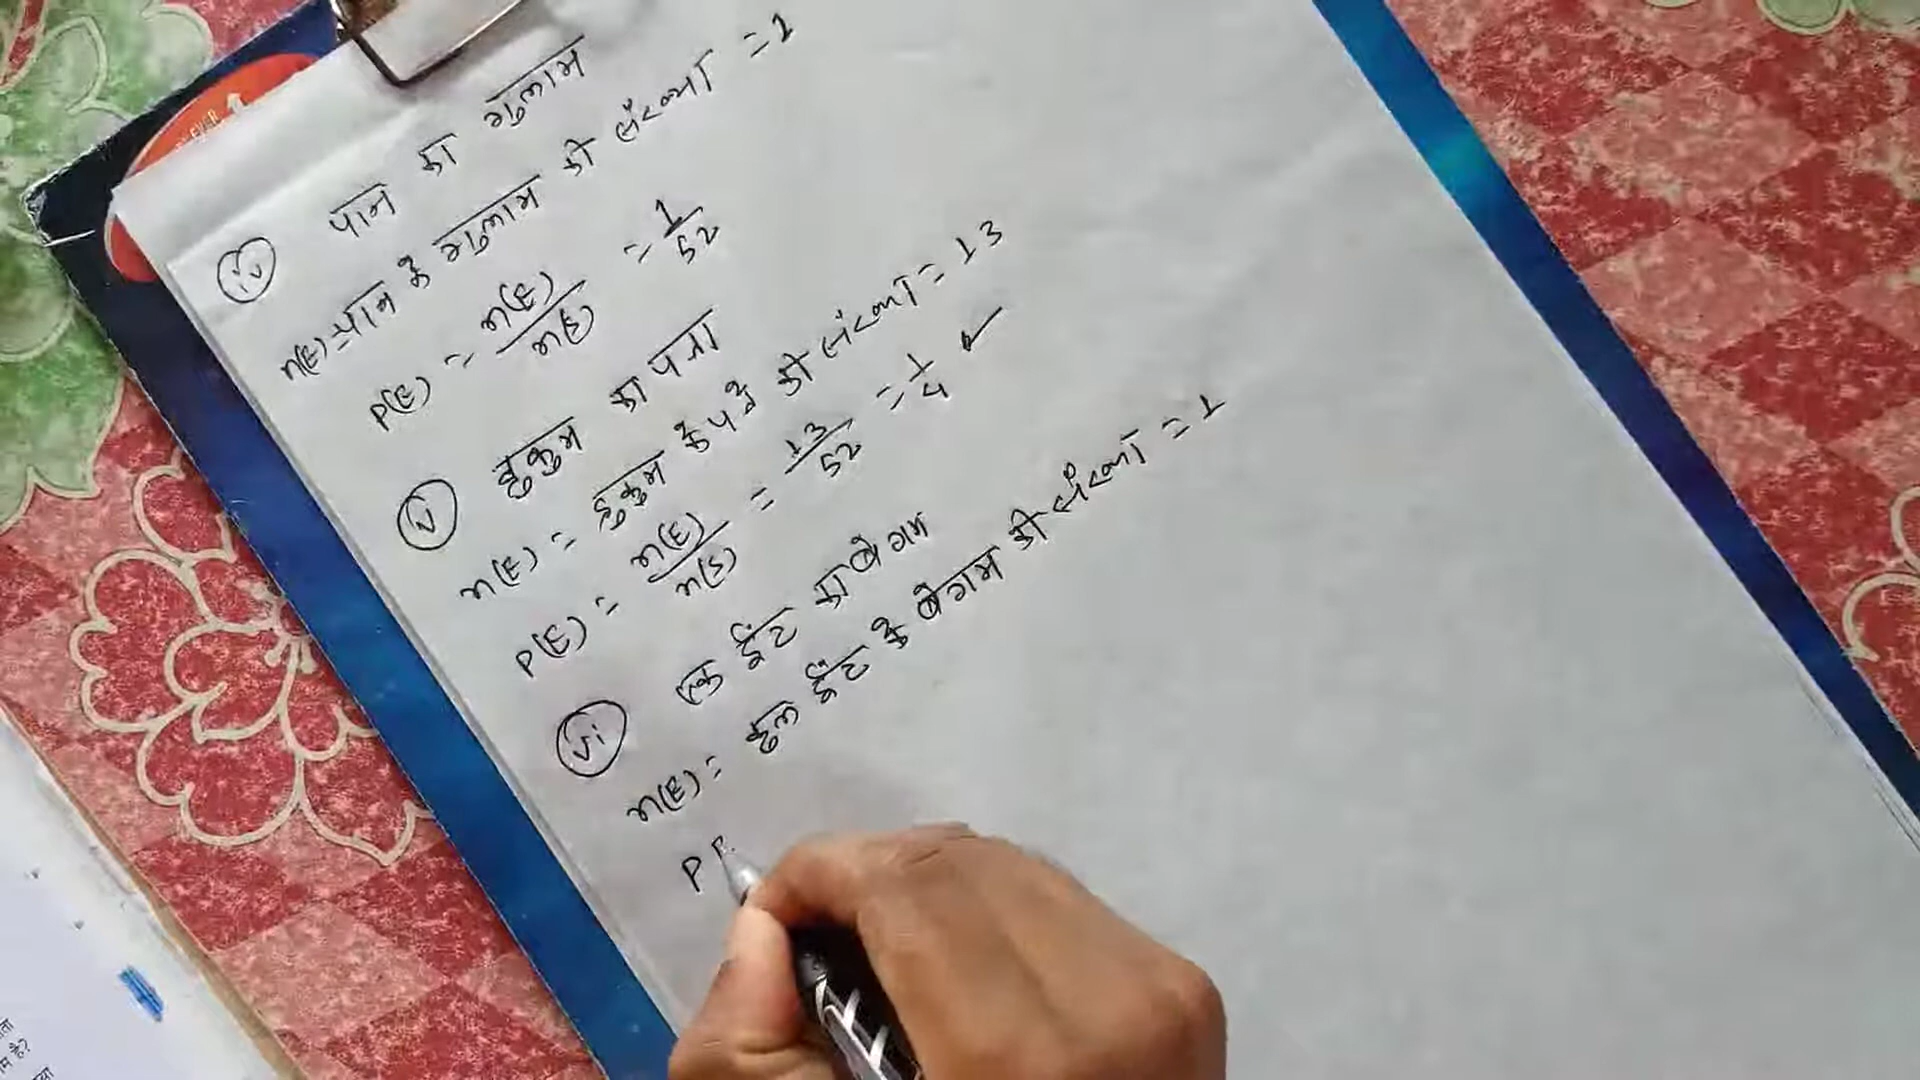 (iv) पान का गुलाम
n(E) = पान के गुलाम की संख्या = 1
P(E) = n(E)/n(S) = 1/52
(v) हुकुम का पत्ता
n(E) = हुकुम के पत्ते की संख्या = 13
P(E) = n(E)/n(S) = 13/52 = 1/4 ✓
(vi) एक ईंट का बेगम
n(E) = कुल ईंट के बेगम की संख्या = 1
P
है?